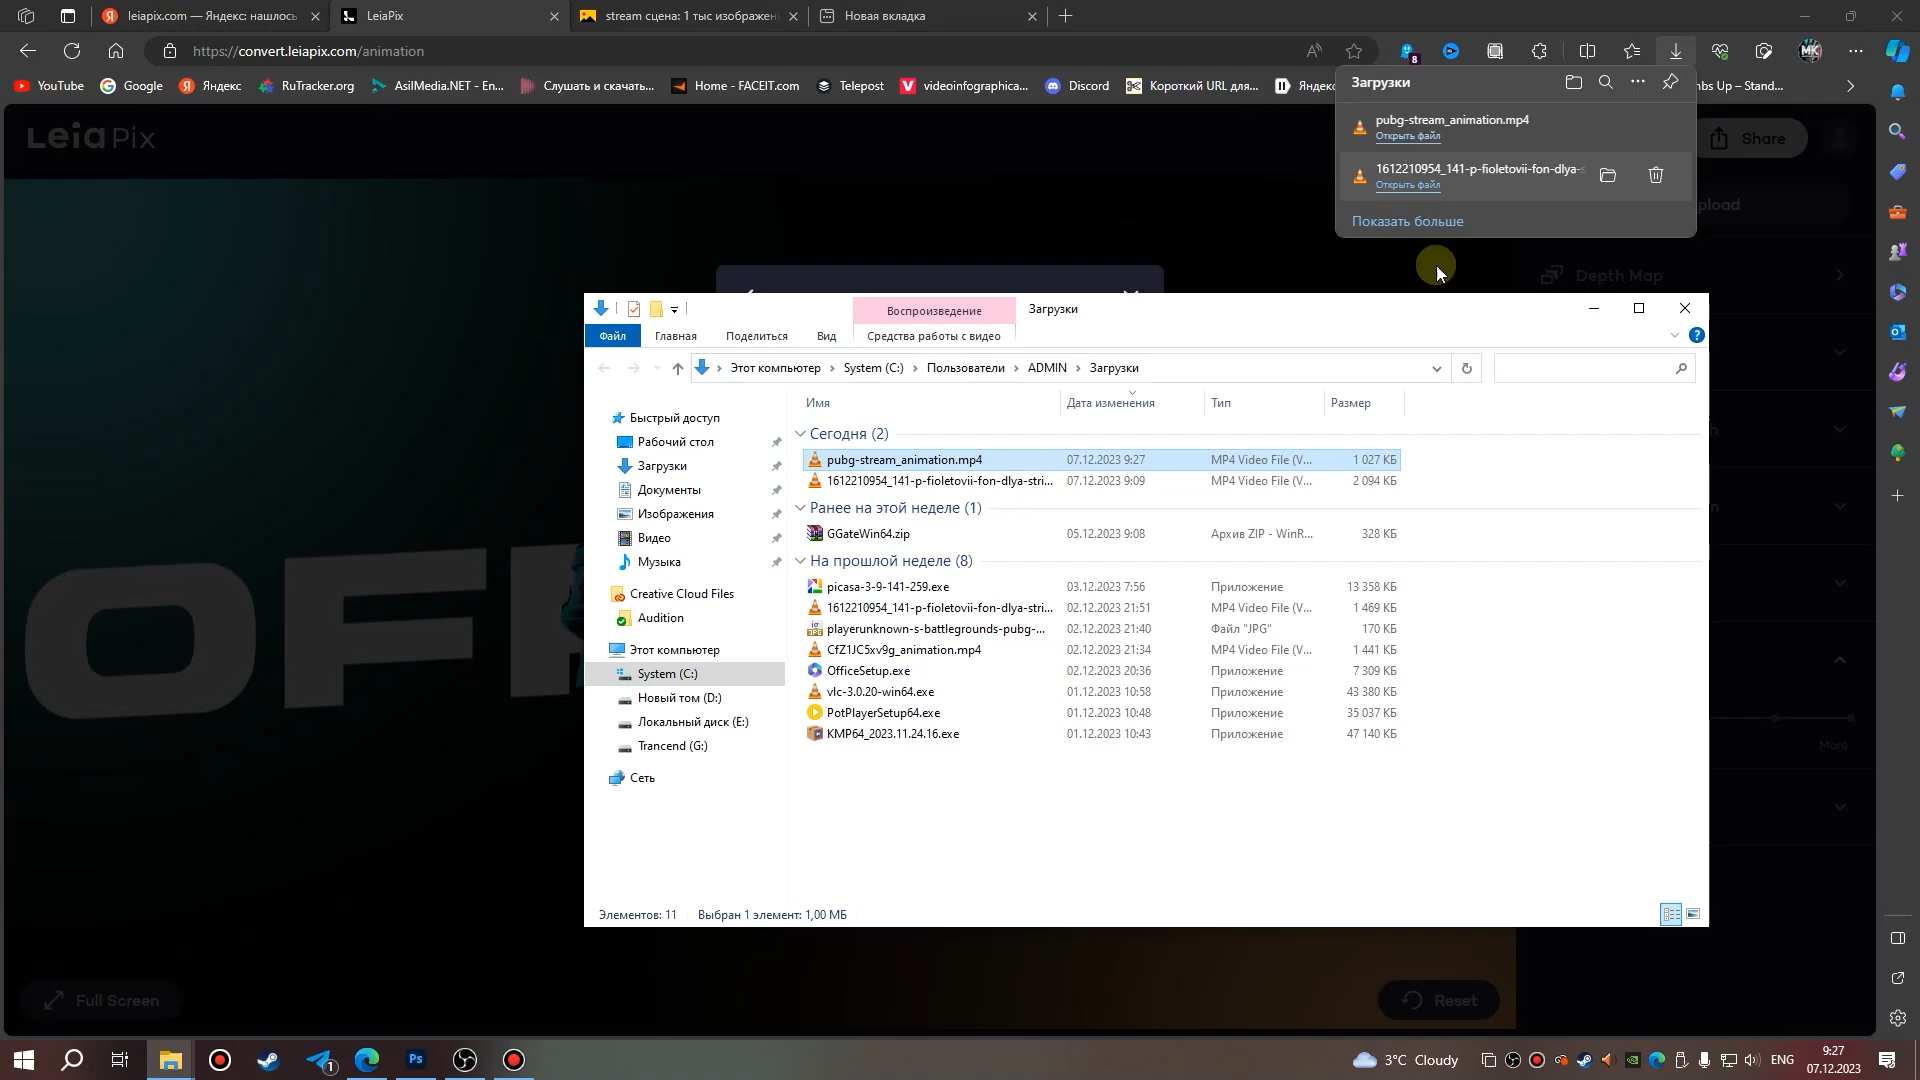 leiapix.com — Яндекс: нашлось
LeiaPix
stream сцена: 1 тыс изображен
Новая вкладка
https://convert.leiapix.com/animation
8
MK
YouTube
Google
Яндекс
RuTracker.org
AsilMedia.NET - En...
Слушать и скачать...
Home - FACEIT.com
Telepost
videoinfographica...
Discord
Короткий URL для...
Яндекс
bs Up – Stand...
Загрузки
pubg-stream_animation.mp4
Открыть файл
1612210954_141-p-fioletovii-fon-dlya-s
Открыть файл
Показать больше
LeiaPix
Share
pload
Depth Map
Воспроизведение
Загрузки
Файл
Главная
Поделиться
Вид
Средства работы с видео
Этот компьютер
System (C:)
Пользователи
ADMIN
Загрузки
Имя
Дата изменения
Тип
Размер
Быстрый доступ
Рабочий стол
Загрузки
Документы
Изображения
Видео
Музыка
Creative Cloud Files
Audition
Этот компьютер
System (C:)
Новый том (D:)
Локальный диск (E:)
Trancend (G:)
Сеть
Сегодня (2)
pubg-stream_animation.mp4 07.12.2023 9:27 MP4 Video File (V... 1 027 КБ
1612210954_141-p-fioletovii-fon-dlya-stri... 07.12.2023 9:09 MP4 Video File (V... 2 094 КБ
Ранее на этой неделе (1)
GGateWin64.zip 05.12.2023 9:08 Архив ZIP - WinR... 328 КБ
На прошлой неделе (8)
picasa-3-9-141-259.exe 03.12.2023 7:56 Приложение 13 358 КБ
1612210954_141-p-fioletovii-fon-dlya-stri... 02.12.2023 21:51 MP4 Video File (V... 1 469 КБ
playerunknown-s-battlegrounds-pubg-... 02.12.2023 21:40 Файл "JPG" 170 КБ
CfZ1JC5xv9g_animation.mp4 02.12.2023 21:34 MP4 Video File (V... 1 441 КБ
OfficeSetup.exe 02.12.2023 20:36 Приложение 7 309 КБ
vlc-3.0.20-win64.exe 01.12.2023 10:58 Приложение 43 380 КБ
PotPlayerSetup64.exe 01.12.2023 10:48 Приложение 35 037 КБ
KMP64_2023.11.24.16.exe 01.12.2023 10:43 Приложение 47 140 КБ
Элементов: 11
Выбран 1 элемент: 1,00 МБ
OFF
More
Full Screen
Reset
1
Ps
3°C Cloudy
ENG
9:27
07.12.2023